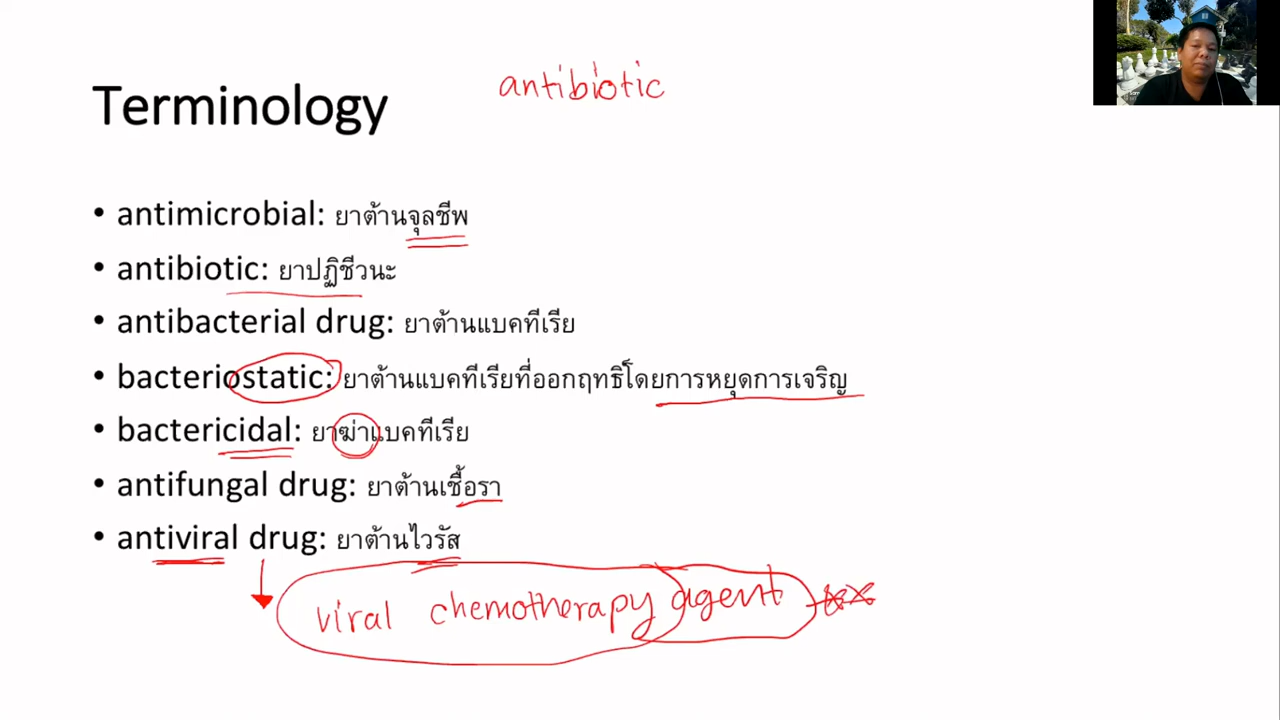 antibiotic
Terminology
• antimicrobial: ยาต้านจุลชีพ
• antibiotic: ยาปฏิชีวนะ
• antibacterial drug: ยาต้านแบคทีเรีย
• bacteriostatic: ยาต้านแบคทีเรียที่ออกฤทธิ์โดยการหยุดการเจริญ
• bactericidal: ยาฆ่าแบคทีเรีย
• antifungal drug: ยาต้านเชื้อรา
• antiviral drug: ยาต้านไวรัส
viral chemotherapy agent